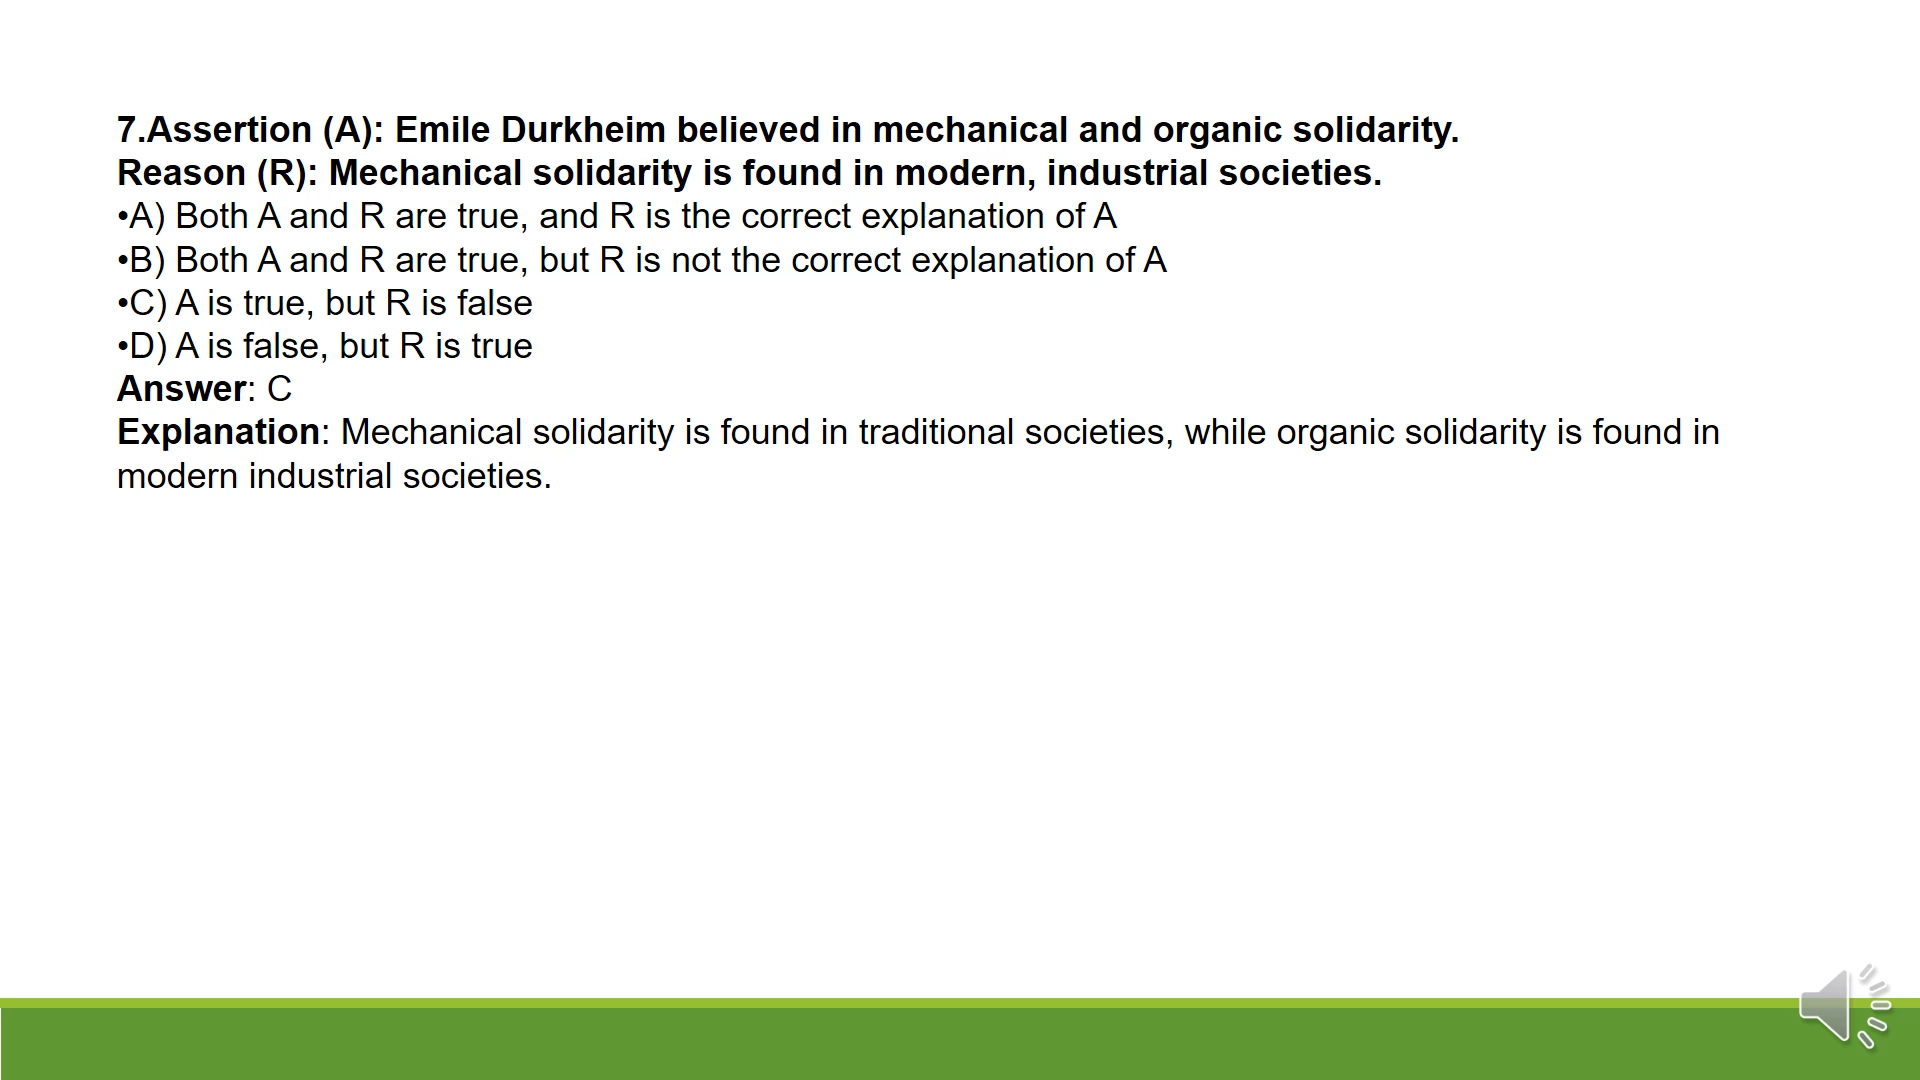 7.Assertion (A): Emile Durkheim believed in mechanical and organic solidarity.
Reason (R): Mechanical solidarity is found in modern, industrial societies.
•A) Both A and R are true, and R is the correct explanation of A
•B) Both A and R are true, but R is not the correct explanation of A
•C) A is true, but R is false
•D) A is false, but R is true
Answer: C
Explanation: Mechanical solidarity is found in traditional societies, while organic solidarity is found in
modern industrial societies.